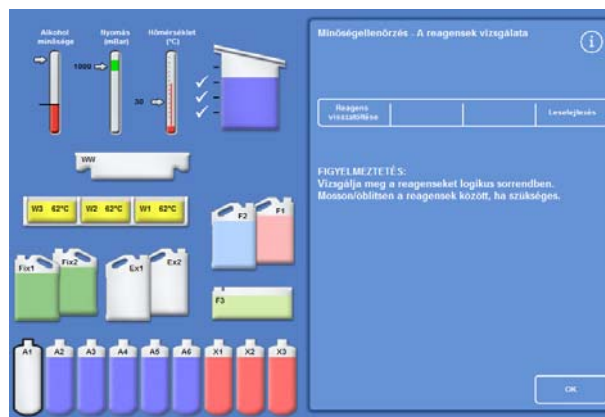 Alkohol
minősége
Nyomás
(mBar)
Hőmérséklet
(°C)
1000
30
WW
W3 62°C
W2 62°C
W1 62°C
F2
F1
Fix1
Fix2
Ex1
Ex2
F3
A1
A2
A3
A4
A5
A6
X1
X2
X3
Minőségellenőrzés - A reagensek vizsgálata
i
Reagens
visszatöltése
Leselejtezés
FIGYELMEZTETÉS:
Vizsgálja meg a reagenseket logikus sorrendben.
Mosson/öblítsen a reagensek között, ha szükséges.
OK